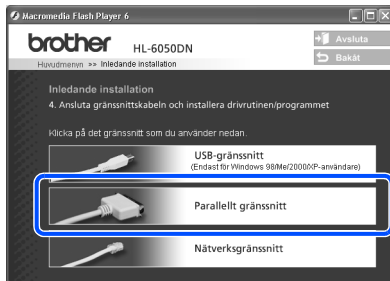 Macromedia Flash Player 6
brother HL-6050DN
Avsluta
Bakåt
Huvudmenyn >> Inledande installation
Inledande installation
4. Ansluta gränssnittskabeln och installera drivrutinen/programmet
Klicka på det gränssnitt som du använder nedan.
USB-gränssnitt
(Endast för Windows 98/Me/2000/XP-användare)
Parallellt gränssnitt
Nätverksgränssnitt